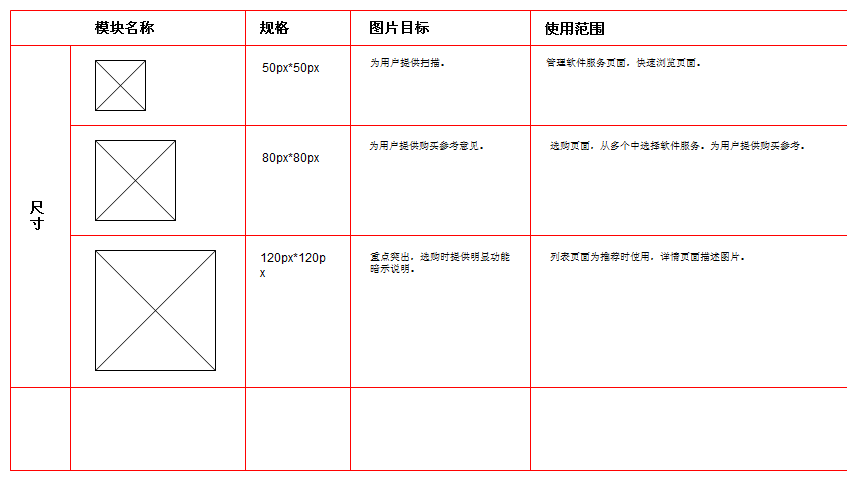 模块名称
规格
图片目标
使用范围
尺
寸
50px*50px
为用户提供扫描。
管理软件服务页面，快速浏览页面。
80px*80px
为用户提供购买参考意见。
选购页面，从多个中选择软件服务。为用户提供购买参考。
120px*120p
x
重点突出，选购时提供明显功能
暗示说明。
列表页面为推荐时使用，详情页面描述图片。